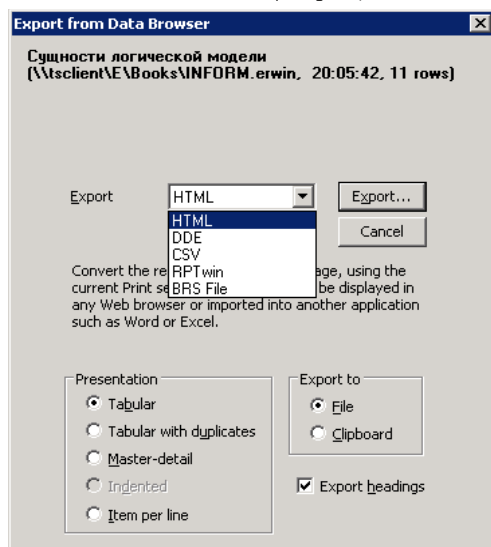 Export from Data Browser
Сущности логической модели
(\\tsclient\E\Books\INFORM.erwin, 20:05:42, 11 rows)
Export
HTML
Export...
HTML
DDE
CSV
RPTwin
BRS File
Cancel
Convert the re age, using the
current Print se be displayed in
any Web browser or imported into another application
such as Word or Excel.
Presentation
Tabular
Tabular with duplicates
Master-detail
Indented
Item per line
Export to
File
Clipboard
Export headings